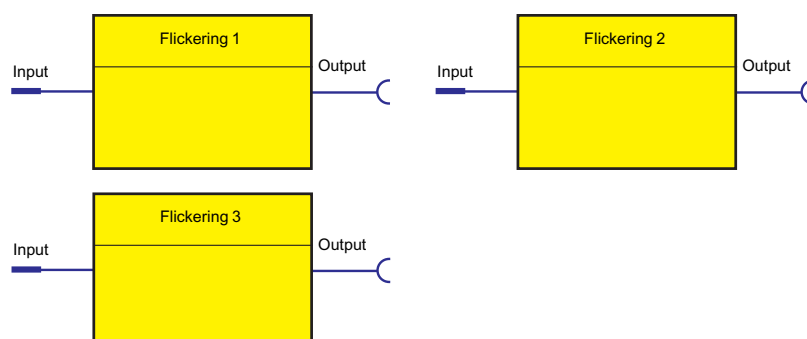 Flickering 1
Input
Output
Flickering 2
Input
Output
Flickering 3
Input
Output